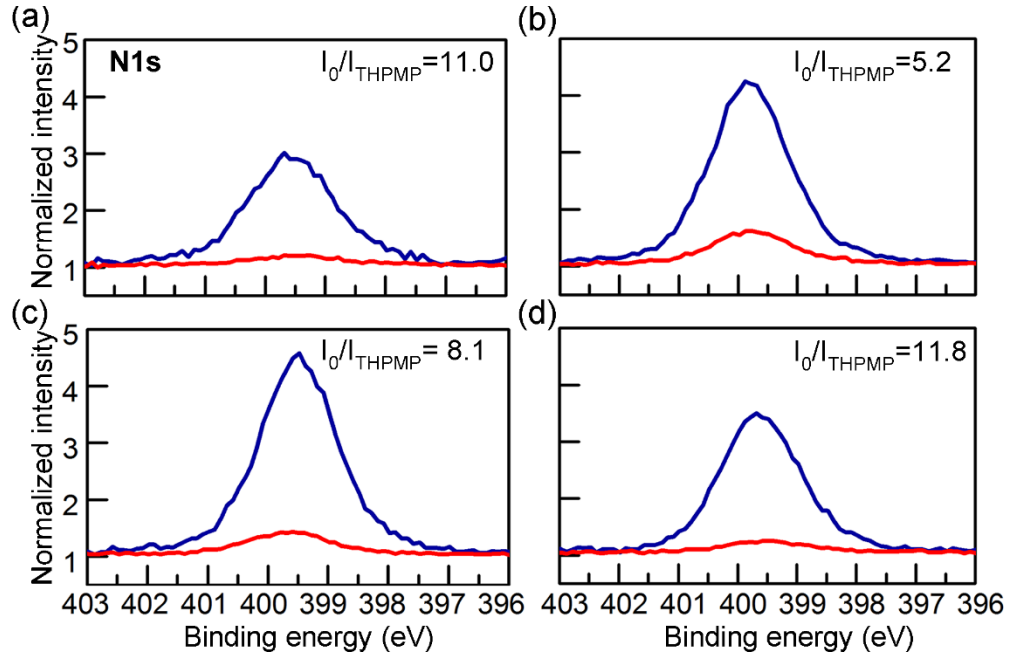 (a)
N1s
I0/ITHPMP=11.0
Normalized intensity
5
4
3
2
1
(b)
I0/ITHPMP=5.2
(c)
I0/ITHPMP= 8.1
Normalized intensity
5
4
3
2
1
403 402 401 400 399 398 397 396
Binding energy (eV)
(d)
I0/ITHPMP=11.8
403 402 401 400 399 398 397 396
Binding energy (eV)